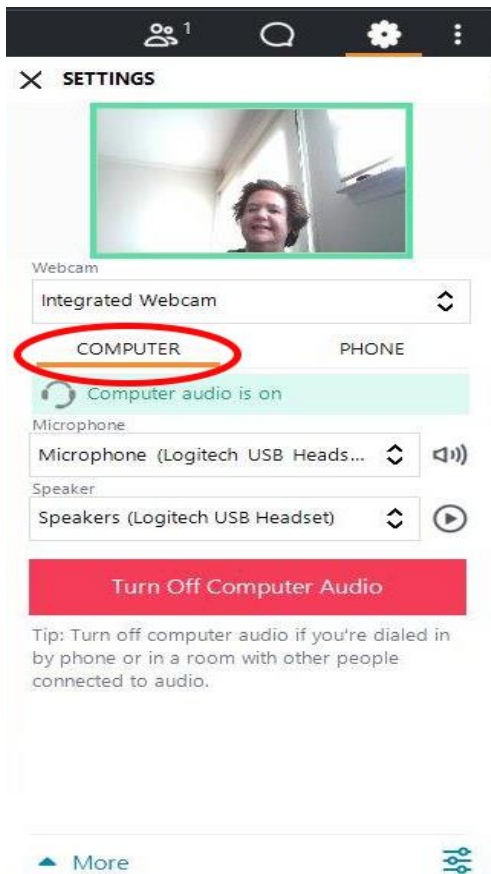 1
SETTINGS
Webcam
Integrated Webcam
COMPUTER PHONE
Computer audio is on
Microphone
Microphone (Logitech USB Heads...
Speaker
Speakers (Logitech USB Headset)
Turn Off Computer Audio
Tip: Turn off computer audio if you're dialed in
by phone or in a room with other people
connected to audio.
More